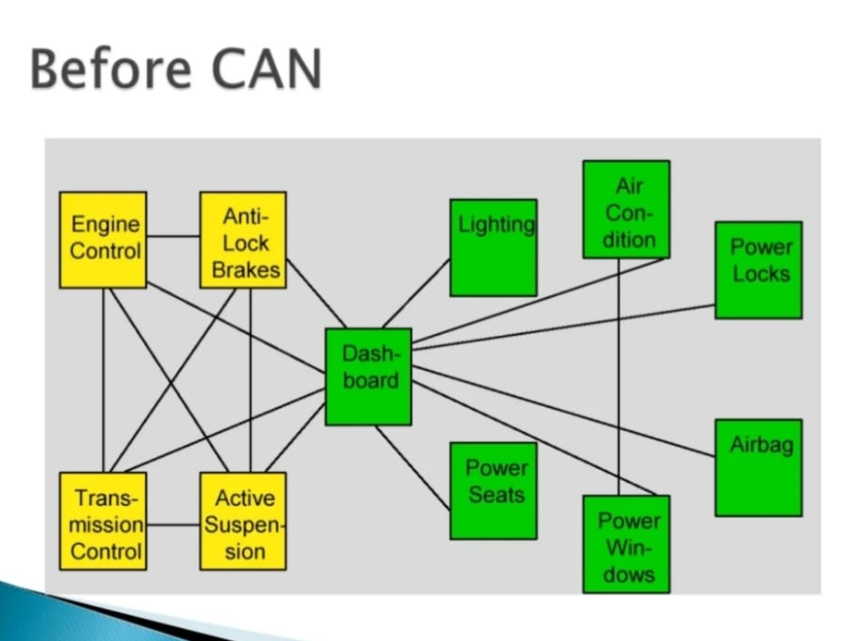 Before CAN
Engine
Control
Anti-
Lock
Brakes
Lighting
Air
Con-
dition
Power
Locks
Dash-
board
Trans-
mission
Control
Active
Suspen-
sion
Power
Seats
Power
Win-
dows
Airbag